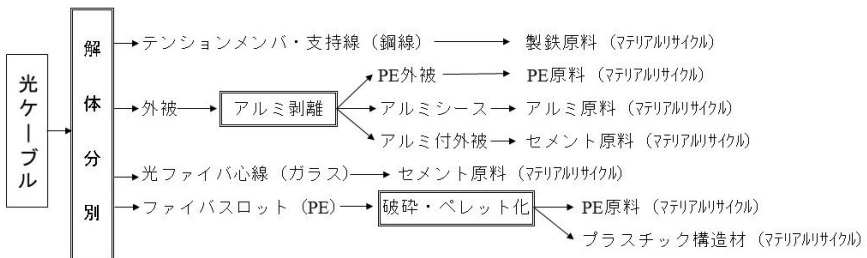 光ケーブル
解体分別
テンションメンバ・支持線（鋼線）
製鉄原料（ﾏﾃﾘｱﾙﾘｻｲｸﾙ）
外被
アルミ剥離
PE外被
PE原料（ﾏﾃﾘｱﾙﾘｻｲｸﾙ）
アルミシース
アルミ原料（ﾏﾃﾘｱﾙﾘｻｲｸﾙ）
アルミ付外被
セメント原料（ﾏﾃﾘｱﾙﾘｻｲｸﾙ）
光ファイバ心線（ガラス）
セメント原料（ﾏﾃﾘｱﾙﾘｻｲｸﾙ）
ファイバスロット（PE）
破砕・ペレット化
PE原料（ﾏﾃﾘｱﾙﾘｻｲｸﾙ）
プラスチック構造材（ﾏﾃﾘｱﾙﾘｻｲｸﾙ）